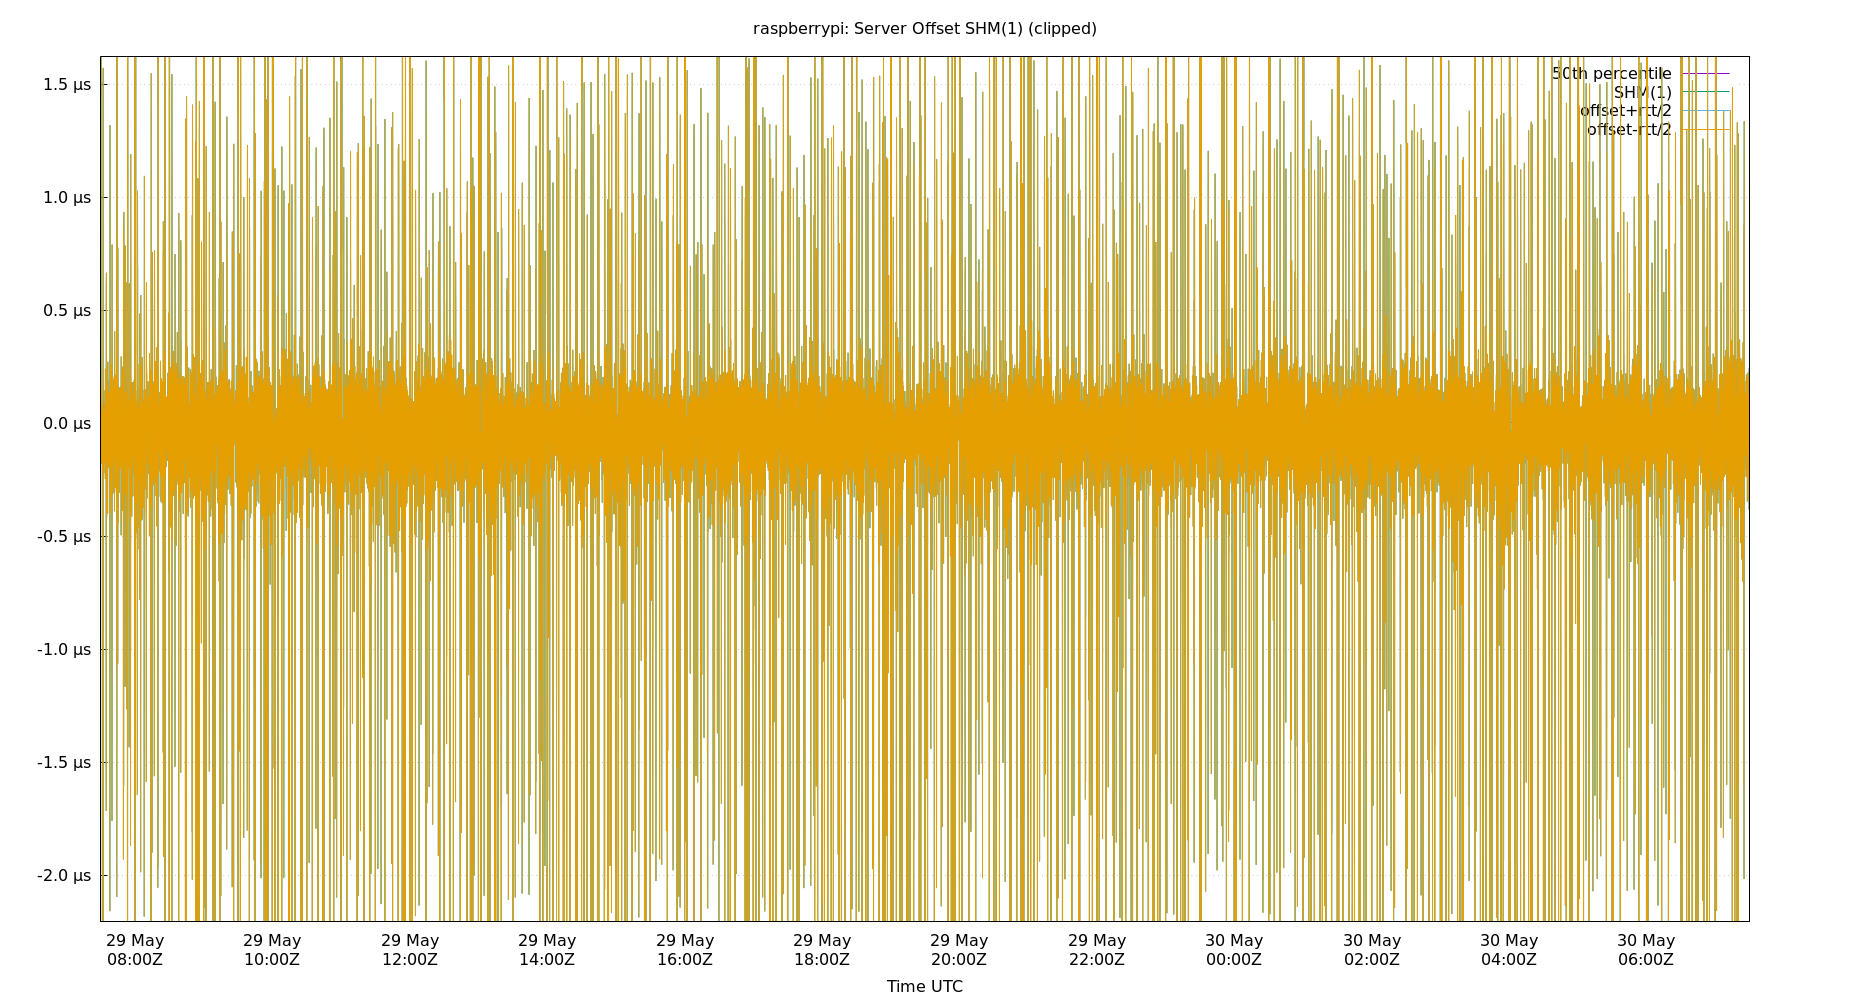 raspberrypi: Server Offset SHM(1) (clipped)
50th percentile
SHM(1)
offset+rtt/2
offset-rtt/2
1.5 µs
1.0 µs
0.5 µs
0.0 µs
-0.5 µs
-1.0 µs
-1.5 µs
-2.0 µs
29 May 29 May 29 May 29 May 29 May 29 May 29 May 29 May 30 May 30 May 30 May 30 May
08:00Z 10:00Z 12:00Z 14:00Z 16:00Z 18:00Z 20:00Z 22:00Z 00:00Z 02:00Z 04:00Z 06:00Z
Time UTC